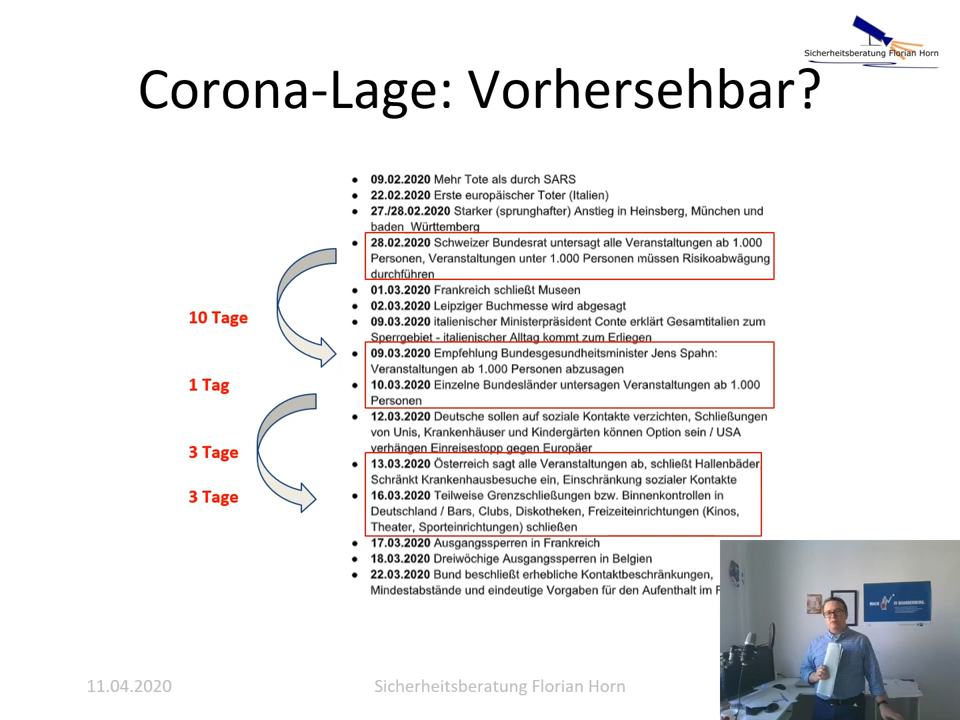 Sicherheitsberatung Florian Horn
Corona-Lage: Vorhersehbar?
• 09.02.2020 Mehr Tote als durch SARS
• 22.02.2020 Erste europäischer Toter (Italien)
• 27./28.02.2020 Starker (sprunghafter) Anstieg in Heinsberg, München und
baden Württemberg
• 28.02.2020 Schweizer Bundesrat untersagt alle Veranstaltungen ab 1.000
Personen, Veranstaltungen unter 1.000 Personen müssen Risikoabwägung
durchführen
• 01.03.2020 Frankreich schließt Museen
• 02.03.2020 Leipziger Buchmesse wird abgesagt
• 09.03.2020 italienischer Ministerpräsident Conte erklärt Gesamtitalien zum
Sperrgebiet - italienischer Alltag kommt zum Erliegen
• 09.03.2020 Empfehlung Bundesgesundheitsminister Jens Spahn:
Veranstaltungen ab 1.000 Personen abzusagen
• 10.03.2020 Einzelne Bundesländer untersagen Veranstaltungen ab 1.000
Personen
• 12.03.2020 Deutsche sollen auf soziale Kontakte verzichten, Schließungen
von Unis, Krankenhäuser und Kindergärten können Option sein / USA
verhängen Einreisestopp gegen Europäer
• 13.03.2020 Österreich sagt alle Veranstaltungen ab, schließt Hallenbäder
Schränkt Krankenhausbesuche ein, Einschränkung sozialer Kontakte
• 16.03.2020 Teilweise Grenzschließungen bzw. Binnenkontrollen in
Deutschland / Bars, Clubs, Diskotheken, Freizeiteinrichtungen (Kinos,
Theater, Sporteinrichtungen) schließen
• 17.03.2020 Ausgangssperren in Frankreich
• 18.03.2020 Dreiwöchige Ausgangssperren in Belgien
• 22.03.2020 Bund beschließt erhebliche Kontaktbeschränkungen,
Mindestabstände und eindeutige Vorgaben für den Aufenthalt im
10 Tage
1 Tag
3 Tage
3 Tage
11.04.2020
Sicherheitsberatung Florian Horn